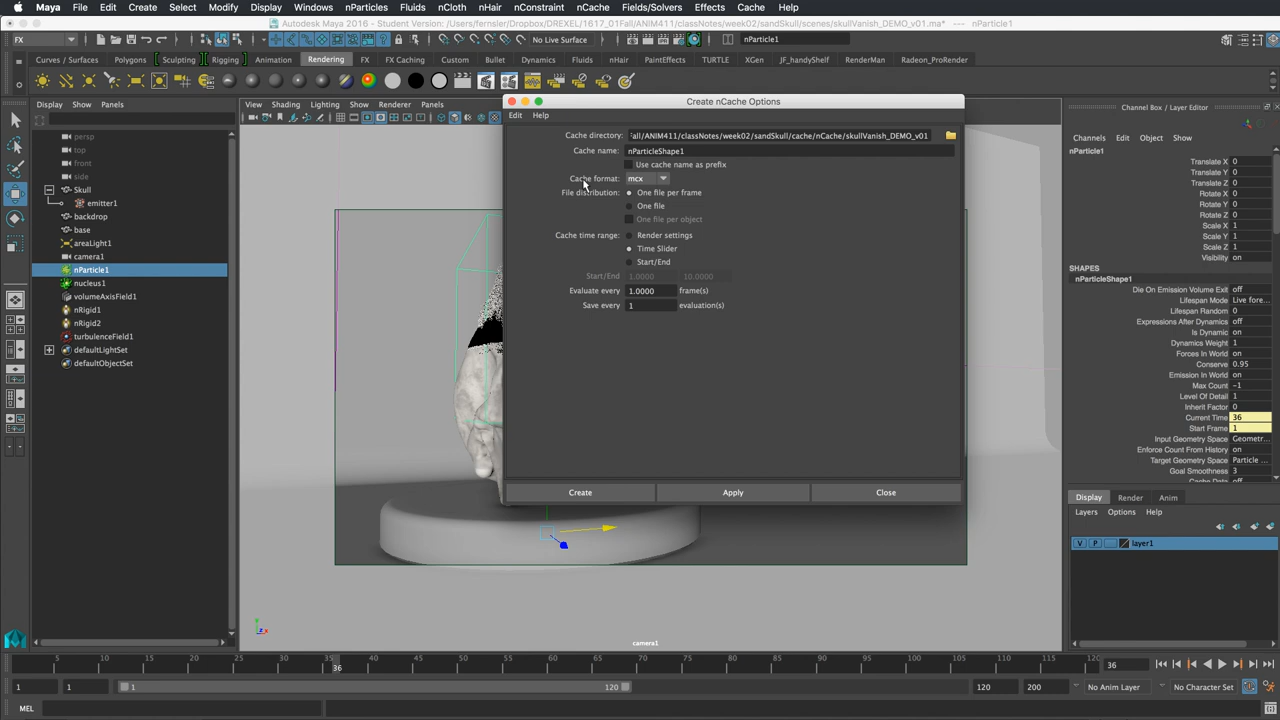 Maya File Edit Create Select Modify Display Windows nParticles Fluids nCloth nHair nConstraint nCache Fields/Solvers Effects Cache Help
Autodesk Maya 2016 - Student Version: /Users/fernsler/Dropbox/DREXEL/1617_01Fall/ANIM411/classNotes/week02/sandSkull/scenes/skullVanish_DEMO_v01.ma* --- nParticle1
FX No Live Surface nParticle1
Curves / Surfaces Polygons Sculpting Rigging Animation Rendering FX FX Caching Custom Bullet Dynamics Fluids nHair PaintEffects TURTLE XGen JF_handyShelf RenderMan Radeon_ProRender
Display Show Panels
View Shading Lighting Show Renderer Panels
persp
top
front
side
Skull
emitter1
backdrop
base
areaLight1
camera1
nParticle1
nucleus1
volumeAxisField1
nRigid1
nRigid2
turbulenceField1
defaultLightSet
defaultObjectSet
Create nCache Options
Edit Help
Cache directory: :all/ANIM411/classNotes/week02/sandSkull/cache/nCache/skullVanish_DEMO_v01
Cache name: nParticleShape1
Use cache name as prefix
Cache format: mcx
File distribution: One file per frame
One file
One file per object
Cache time range: Render settings
Time Slider
Start/End
Start/End 1.0000 10.0000
Evaluate every 1.0000 frame(s)
Save every 1 evaluation(s)
Create Apply Close
camera1
Channel Box / Layer Editor
Channels Edit Object Show
nParticle1
Translate X 0
Translate Y 0
Translate Z 0
Rotate X 0
Rotate Y 0
Rotate Z 0
Scale X 1
Scale Y 1
Scale Z 1
Visibility on
SHAPES
nParticleShape1
Die On Emission Volume Exit off
Lifespan Mode Live fore...
Lifespan Random 0
Expressions After Dynamics off
Is Dynamic on
Dynamics Weight 1
Forces In World on
Conserve 0.95
Emission In World on
Max Count -1
Level Of Detail 1
Inherit Factor 0
Current Time 36
Start Frame 1
Input Geometry Space Geometr...
Enforce Count From History on
Target Geometry Space Particle ...
Goal Smoothness 3
Display Render Anim
Layers Options Help
V P layer1
5 10 15 20 25 30 35 36 40 45 50 55 60 65 70 75 80 85 90 95 100 105 110 115 120 36
1 1 1 120 120 200 No Anim Layer No Character Set
MEL